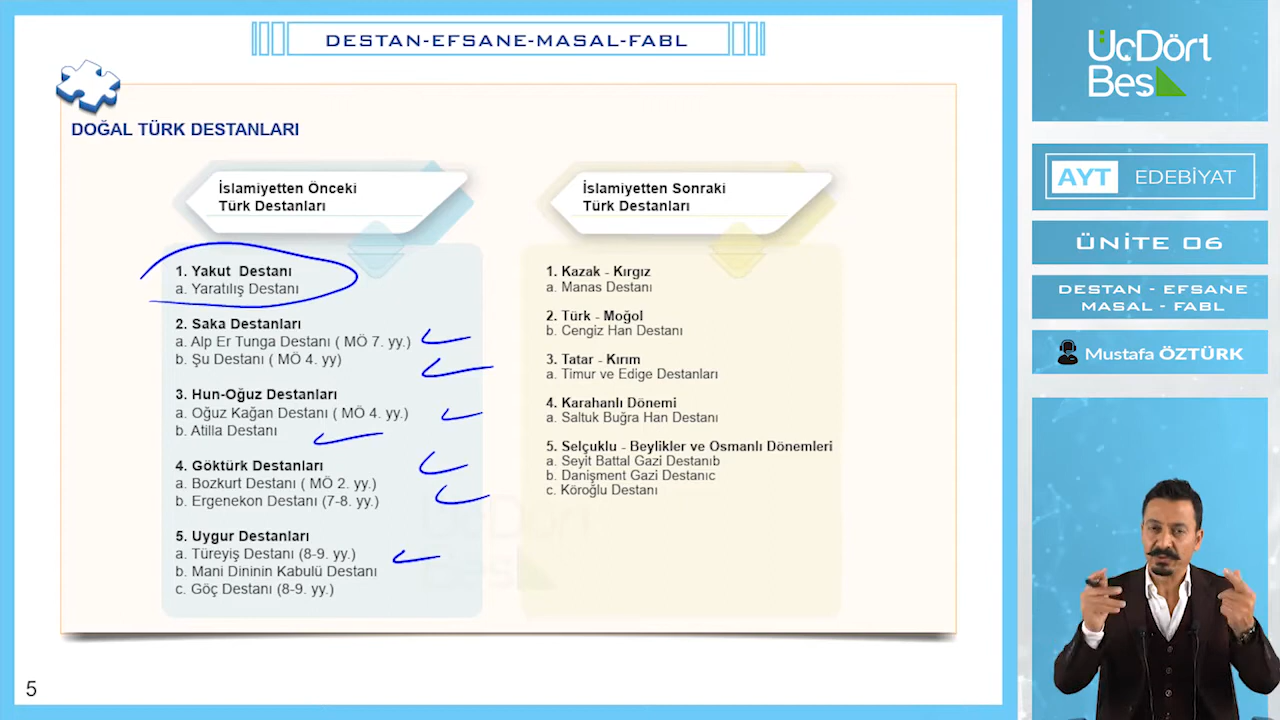 DESTAN-EFSANE-MASAL-FABL
DOĞAL TÜRK DESTANLARI
İslamiyetten Önceki
Türk Destanları
1. Yakut Destanı
a. Yaratılış Destanı
2. Saka Destanları
a. Alp Er Tunga Destanı ( MÖ 7. yy.)
b. Şu Destanı ( MÖ 4. yy)
3. Hun-Oğuz Destanları
a. Oğuz Kağan Destanı ( MÖ 4. yy.)
b. Atilla Destanı
4. Göktürk Destanları
a. Bozkurt Destanı ( MÖ 2. yy.)
b. Ergenekon Destanı (7-8. yy.)
5. Uygur Destanları
a. Türeyiş Destanı (8-9. yy.)
b. Mani Dininin Kabulü Destanı
c. Göç Destanı (8-9. yy.)
İslamiyetten Sonraki
Türk Destanları
1. Kazak - Kırgız
a. Manas Destanı
2. Türk - Moğol
b. Cengiz Han Destanı
3. Tatar - Kırım
a. Timur ve Edige Destanları
4. Karahanlı Dönemi
a. Saltuk Buğra Han Destanı
5. Selçuklu - Beylikler ve Osmanlı Dönemleri
a. Seyit Battal Gazi Destanıb
b. Danişment Gazi Destanıc
c. Köroğlu Destanı
ÜçDört
Beş
5
ÜçDört
Beş
AYT EDEBİYAT
ÜNİTE 06
DESTAN - EFSANE
MASAL - FABL
Mustafa ÖZTÜRK